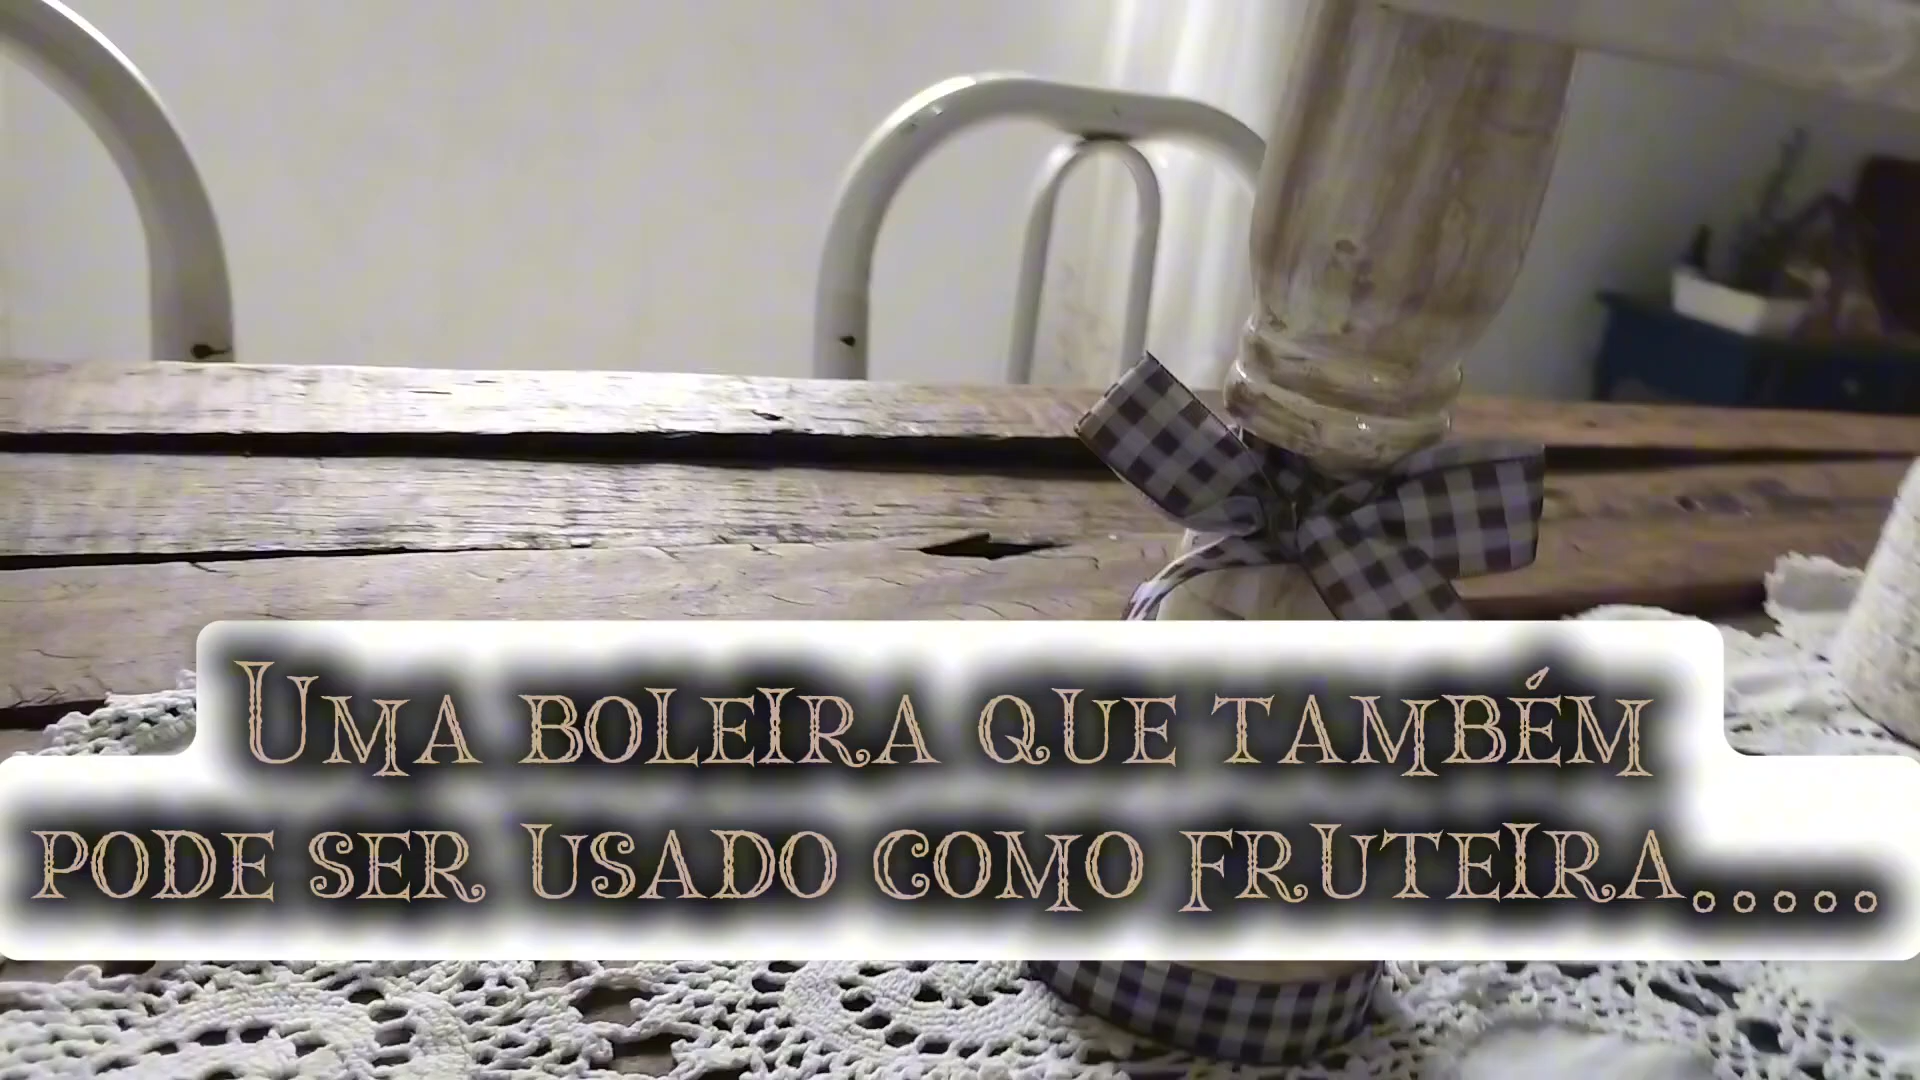 Uma boleira que também
pode ser usado como fruteira.....